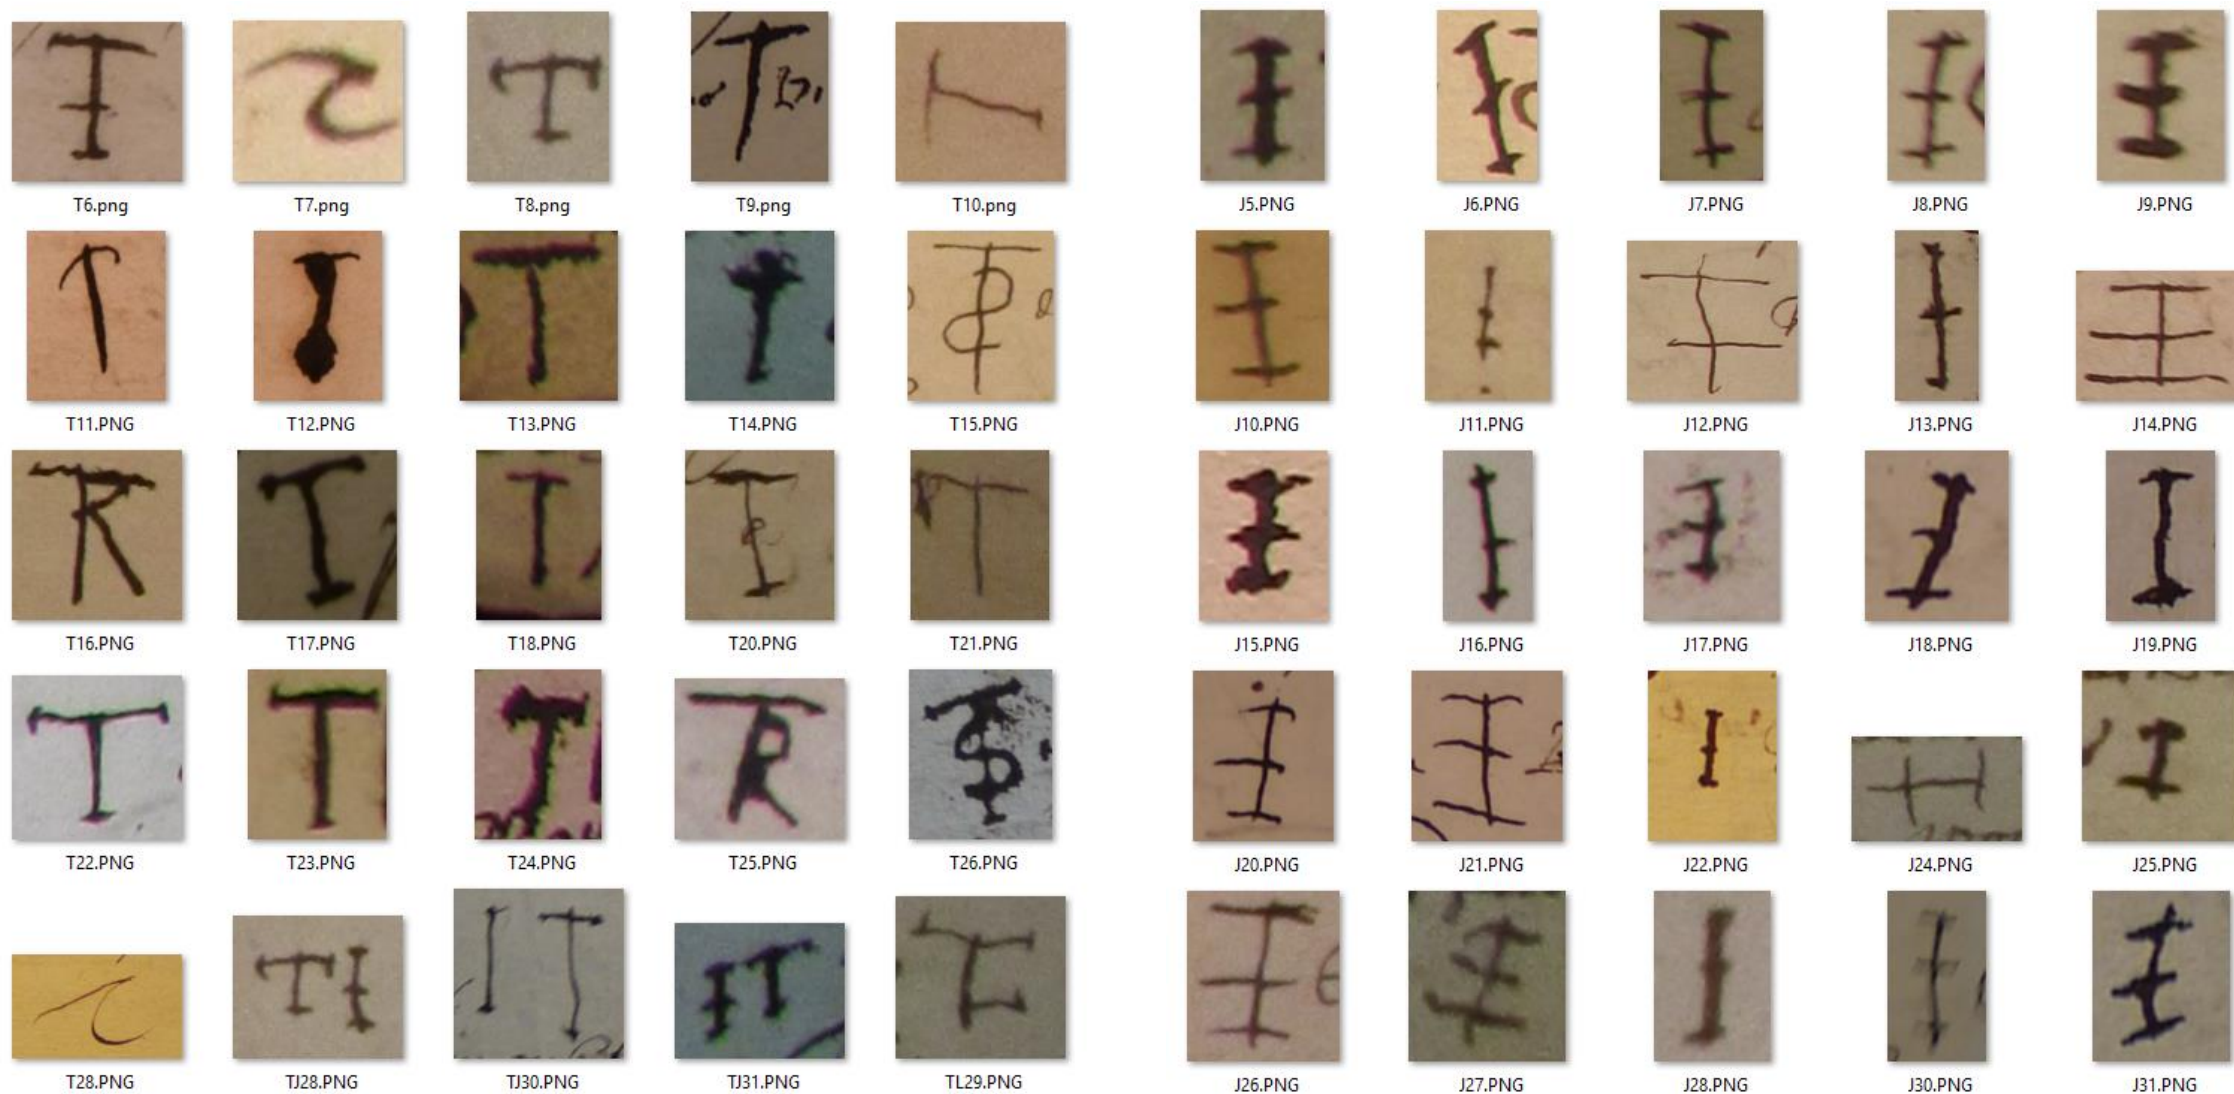 T6.png T7.png T8.png T9.png T10.png J5.PNG J6.PNG J7.PNG J8.PNG J9.PNG
T11.PNG T12.PNG T13.PNG T14.PNG T15.PNG J10.PNG J11.PNG J12.PNG J13.PNG J14.PNG
T16.PNG T17.PNG T18.PNG T20.PNG T21.PNG J15.PNG J16.PNG J17.PNG J18.PNG J19.PNG
T22.PNG T23.PNG T24.PNG T25.PNG T26.PNG J20.PNG J21.PNG J22.PNG J24.PNG J25.PNG
T28.PNG TJ28.PNG TJ30.PNG TJ31.PNG TL29.PNG J26.PNG J27.PNG J28.PNG J30.PNG J31.PNG